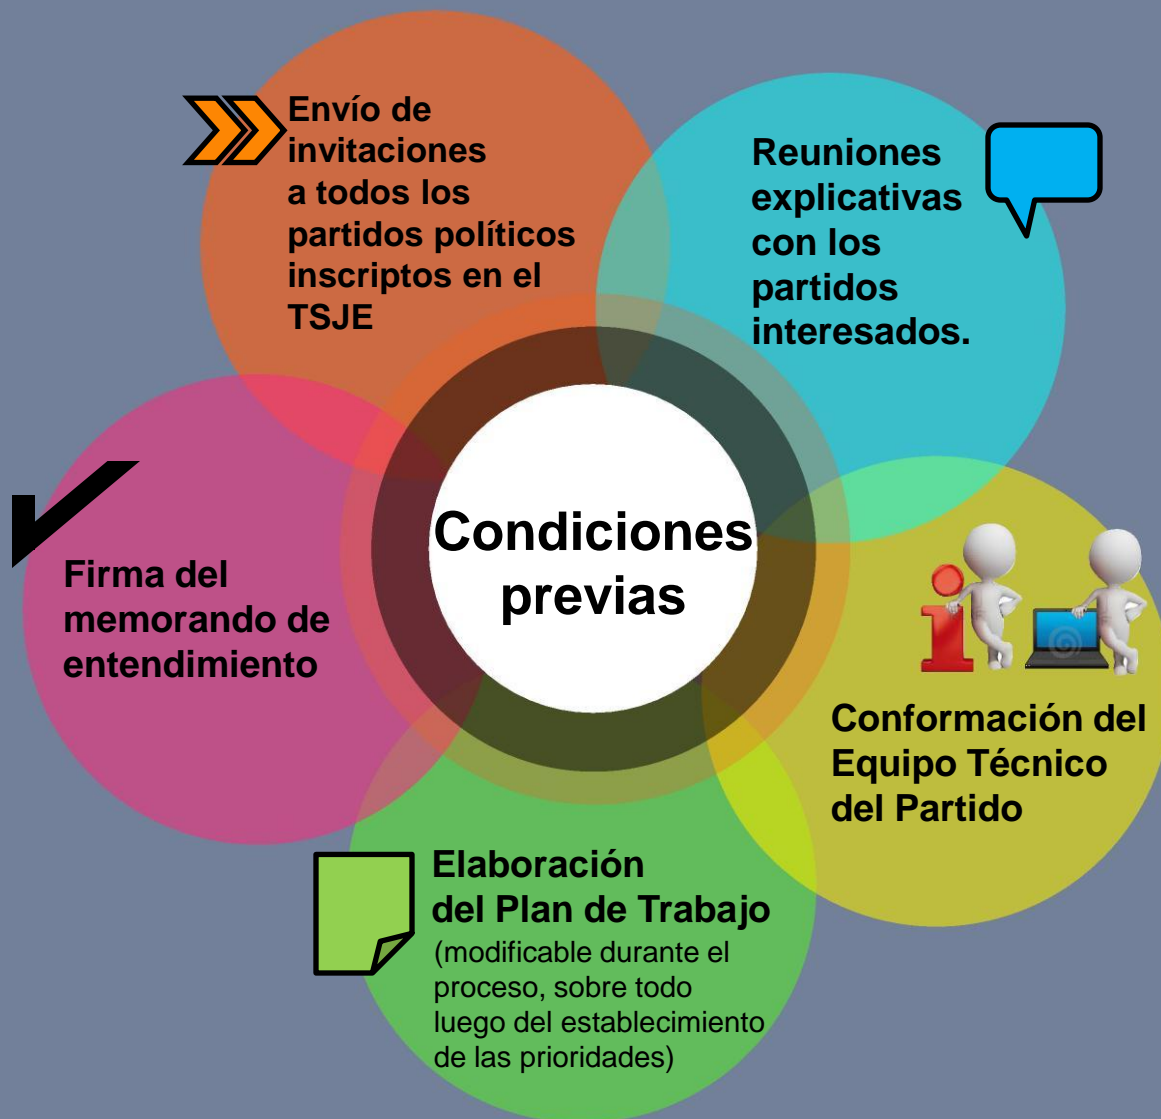 Envío de
invitaciones
a todos los
partidos políticos
inscriptos en el
TSJE
Reuniones
explicativas
con los
partidos
interesados.
Condiciones
previas
Firma del
memorando de
entendimiento
Conformación del
Equipo Técnico
del Partido
Elaboración
del Plan de Trabajo
(modificable durante el
proceso, sobre todo
luego del establecimiento
de las prioridades)